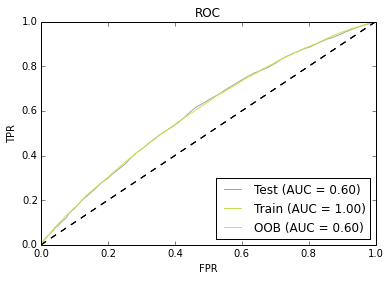 ROC
1.0
0.8
0.6
0.4
0.2
0.0
TPR
Test (AUC = 0.60)
Train (AUC = 1.00)
OOB (AUC = 0.60)
0.0 0.2 0.4 0.6 0.8 1.0
FPR